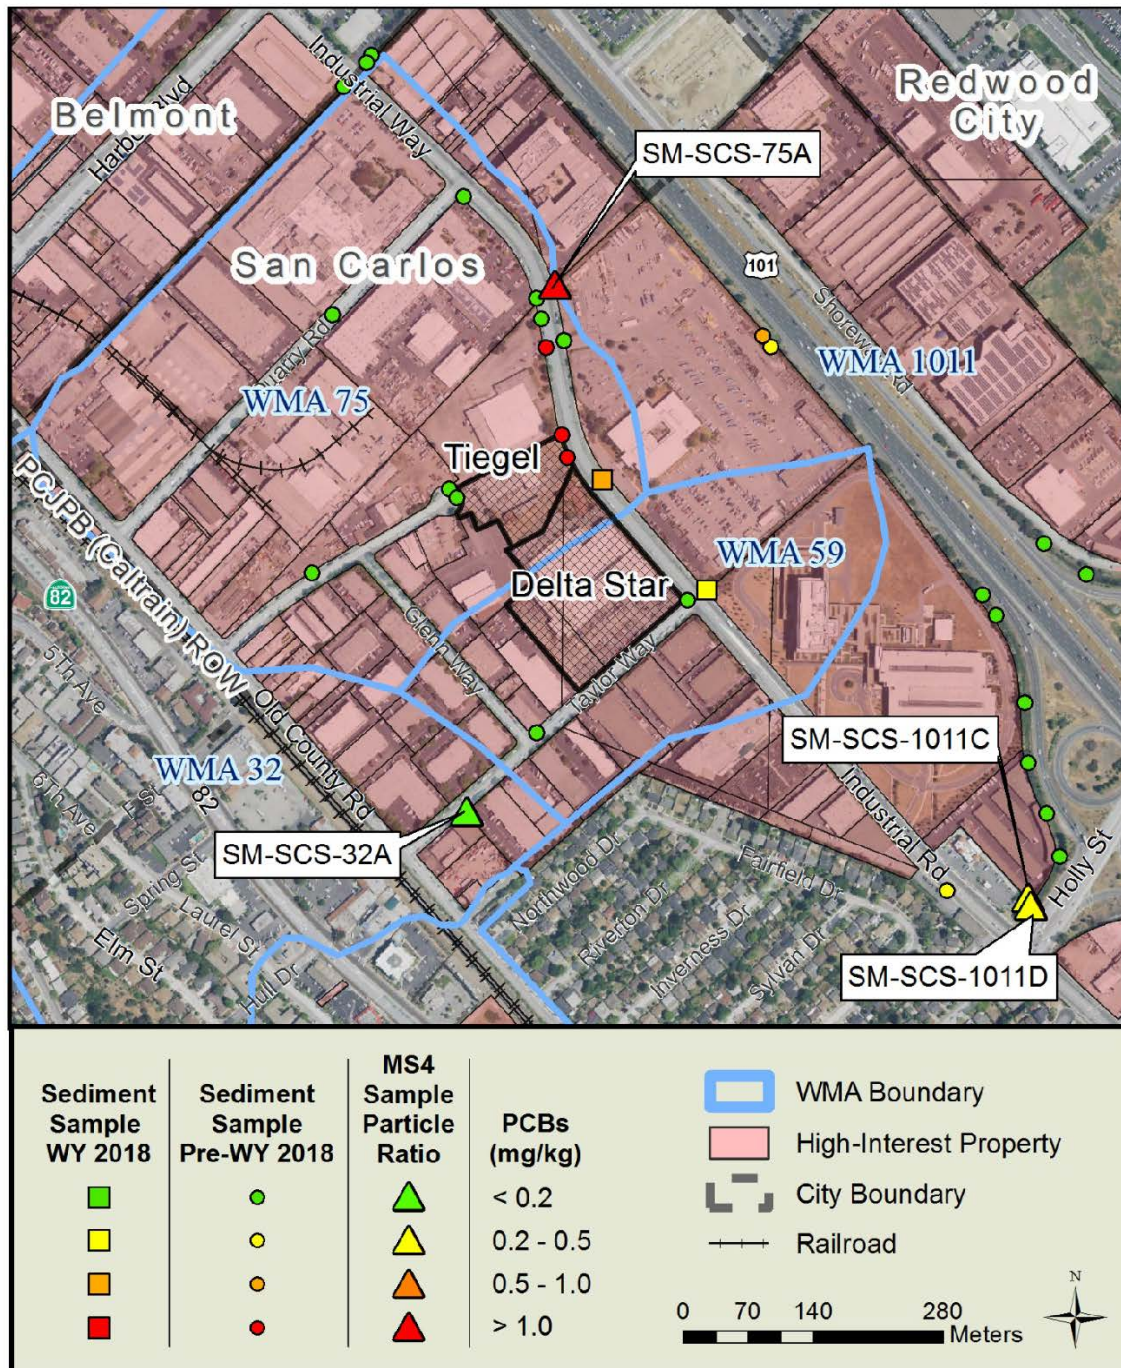 Belmont
Harbor Blvd
Industrial Way
Redwood
City
SM-SCS-75A
San Carlos
101
Shoreway Rd
Quarry Rd
WMA 75
WMA 1011
Tiegel
PCJPB (Caltrain) ROW
WMA 59
Delta Star
82
Glenn Way
Taylor Way
5Th Ave
Old County Rd
SM-SCS-1011C
WMA 32
82
6Th Ave
Industrial Rd
SM-SCS-32A
Spring St
Laurel St
Elm St
Hull Dr
Northwood Dr
Fairfield Dr
Riverton Dr
Inverness Dr
Sylvan Dr
Holly St
SM-SCS-1011D
Sediment
Sample
WY 2018
Sediment
Sample
Pre-WY 2018
MS4
Sample
Particle
Ratio
PCBs
(mg/kg)
< 0.2
0.2 - 0.5
0.5 - 1.0
> 1.0
WMA Boundary
High-Interest Property
City Boundary
Railroad
N
0 70 140 280
Meters